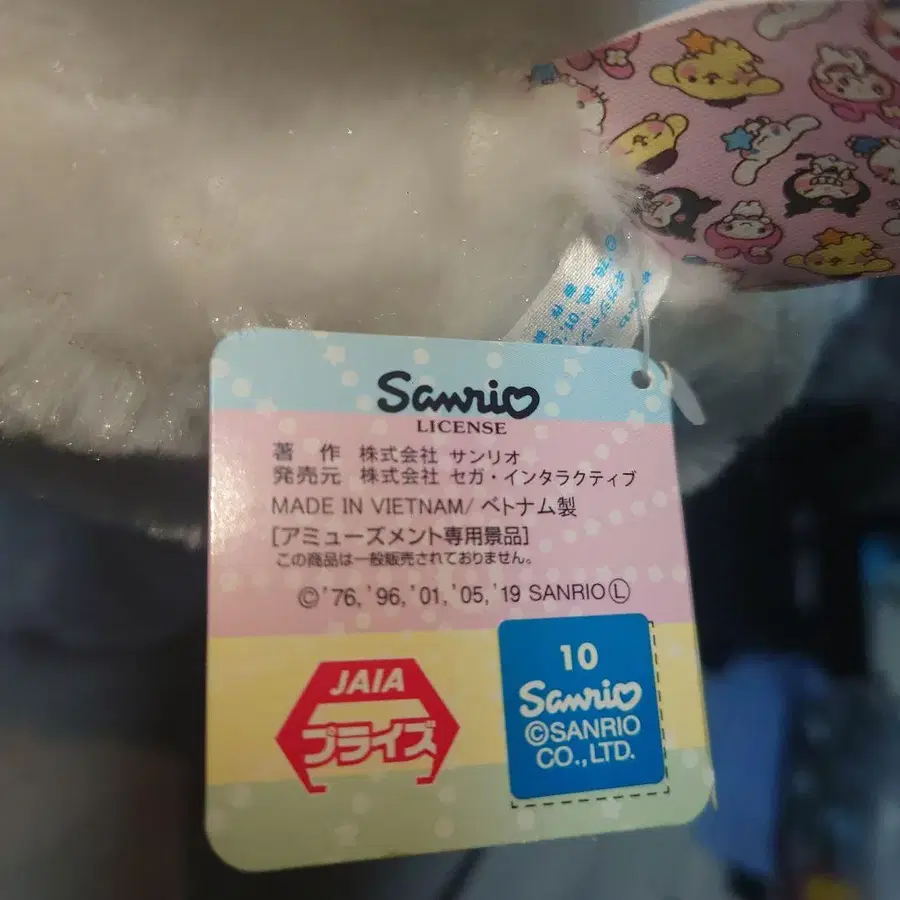 Sanrio
LICENSE
著 作 株式会社 サンリオ
発売元 株式会社 セガ・インタラクティブ
MADE IN VIETNAM/ ベトナム製
[アミューズメント専用景品]
この商品は一般販売されておりません。
©'76,'96,'01,'05,'19 SANRIO Ⓛ
JAIA
プライズ
10
Sanrio
©SANRIO
CO.,LTD.